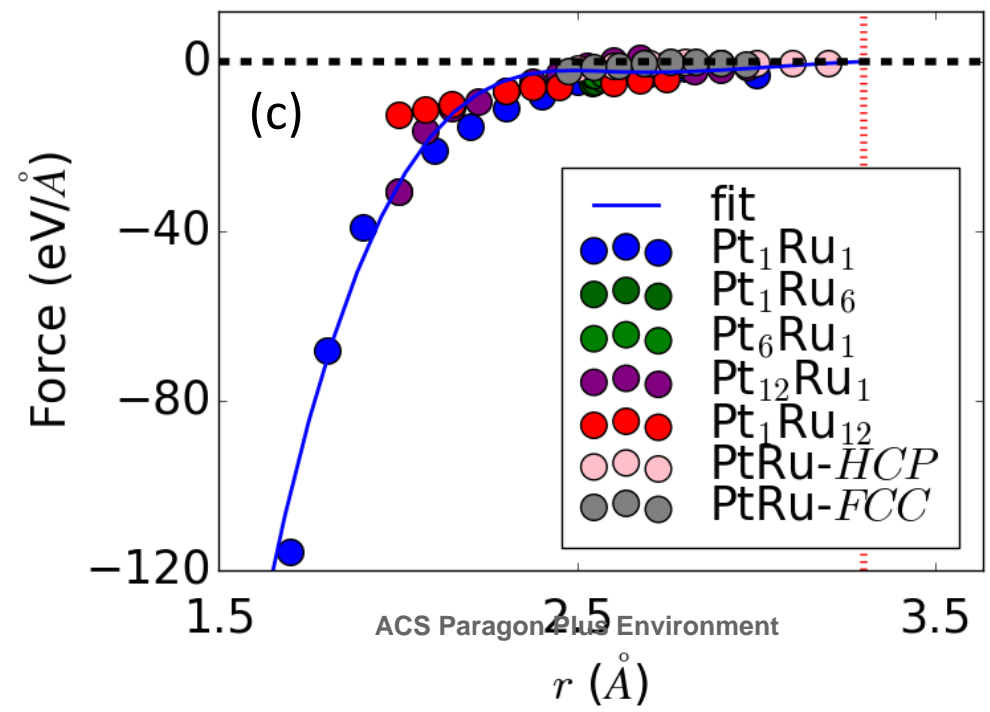 0
(c)
−40
−80
−120
Force (eV/Å)
fit
Pt₁Ru₁
Pt₁Ru₆
Pt₆Ru₁
Pt₁₂Ru₁
Pt₁Ru₁₂
PtRu-HCP
PtRu-FCC
1.5 2.5 3.5
ACS Paragon Plus Environment
r (Å)